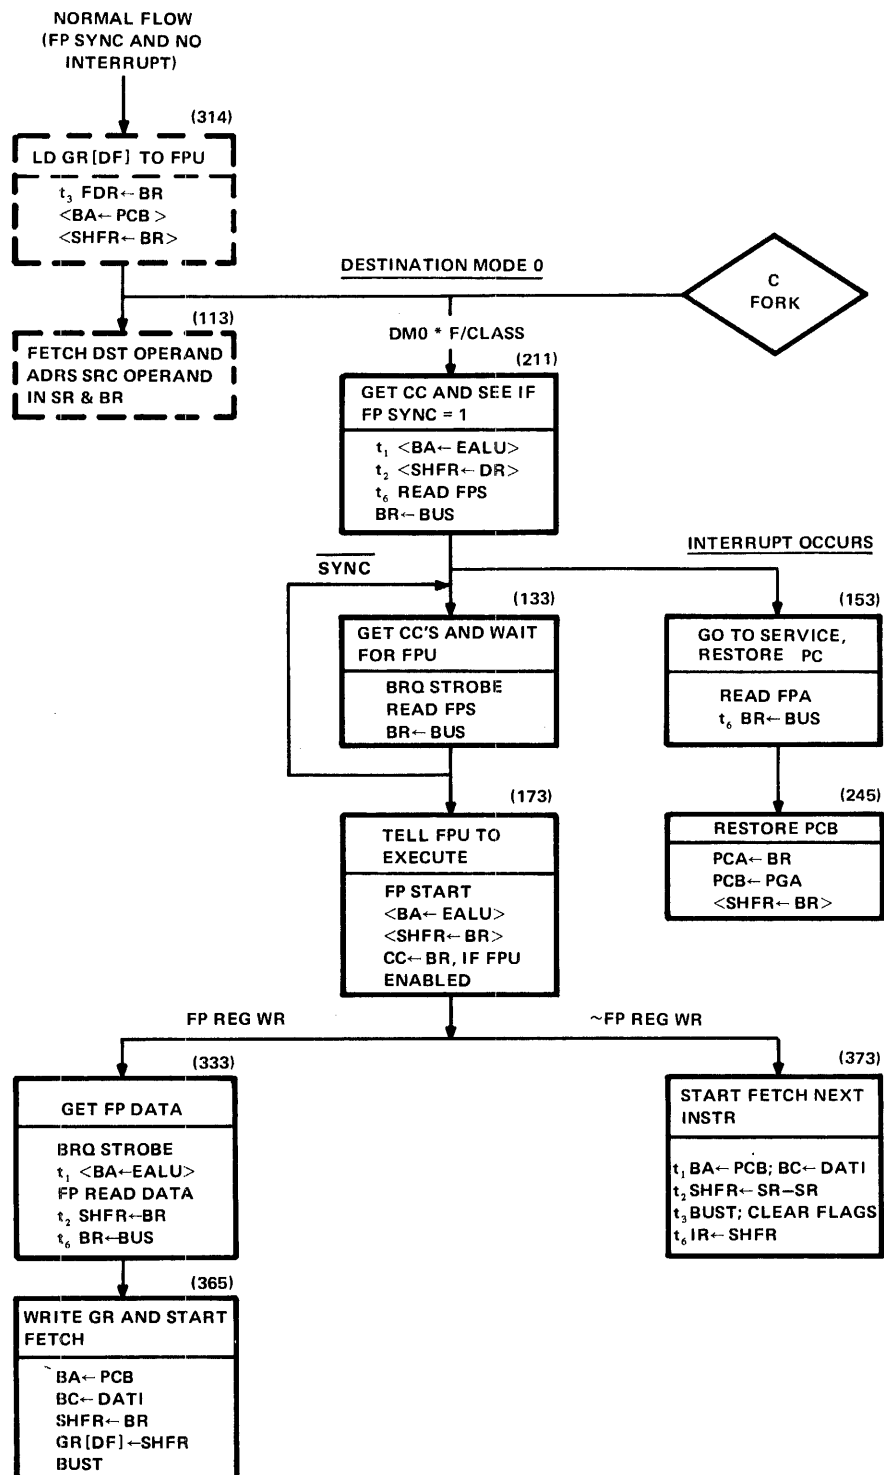 NORMAL FLOW
(FP SYNC AND NO
INTERRUPT)
(314)
LD GR[DF] TO FPU
t3 FDR←BR
<BA←PCB>
<SHFR←BR>
DESTINATION MODE 0
C
FORK
(113)
FETCH DST OPERAND
ADRS SRC OPERAND
IN SR & BR
DM0 * F/CLASS
(211)
GET CC AND SEE IF
FP SYNC = 1
t1 <BA←EALU>
t2 <SHFR←DR>
t6 READ FPS
BR←BUS
INTERRUPT OCCURS
SYNC
(133)
GET CC'S AND WAIT
FOR FPU
BRQ STROBE
READ FPS
BR←BUS
(153)
GO TO SERVICE,
RESTORE PC
READ FPA
t6 BR←BUS
(173)
TELL FPU TO
EXECUTE
FP START
<BA←EALU>
<SHFR←BR>
CC←BR, IF FPU
ENABLED
(245)
RESTORE PCB
PCA←BR
PCB←PGA
<SHFR←BR>
FP REG WR
~FP REG WR
(333)
GET FP DATA
BRQ STROBE
t1 <BA←EALU>
FP READ DATA
t2 SHFR←BR
t6 BR←BUS
(373)
START FETCH NEXT
INSTR
t1 BA←PCB; BC←DATI
t2 SHFR←SR–SR
t3 BUST; CLEAR FLAGS
t6 IR←SHFR
(365)
WRITE GR AND START
FETCH
BA←PCB
BC←DATI
SHFR←BR
GR[DF]←SHFR
BUST